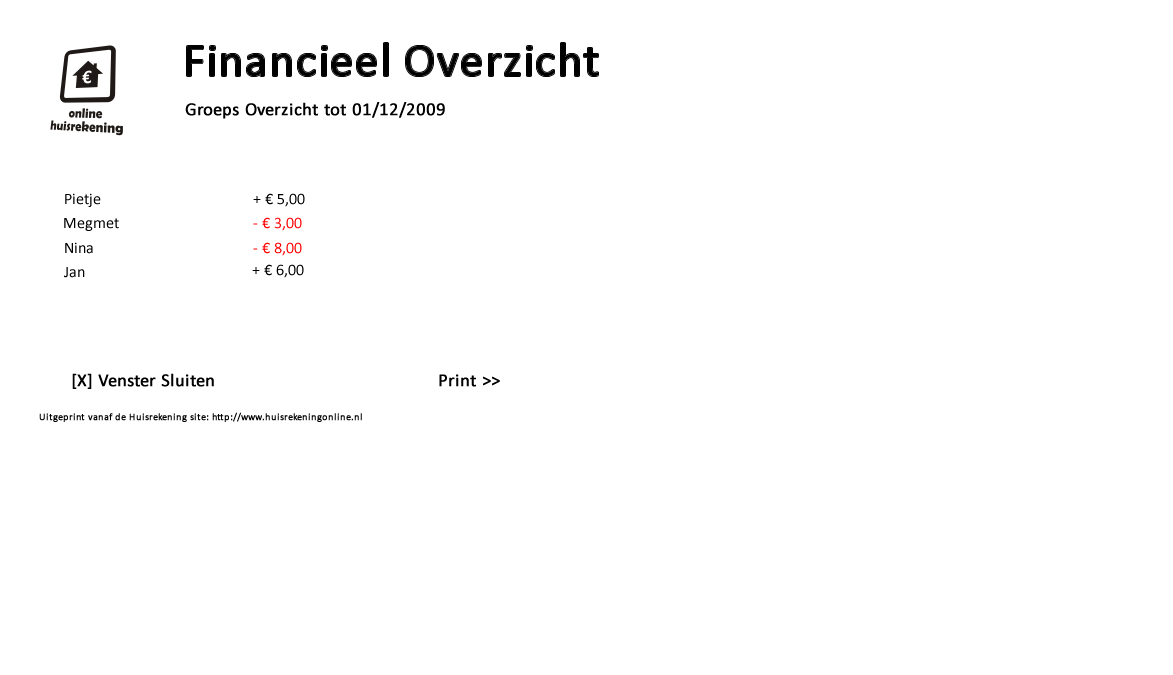 Financieel Overzicht
€
online
huisrekening
Groeps Overzicht tot 01/12/2009
Pietje + € 5,00
Megmet - € 3,00
Nina - € 8,00
Jan + € 6,00
[X] Venster Sluiten Print >>
Uitgeprint vanaf de Huisrekening site: http://www.huisrekeningonline.nl